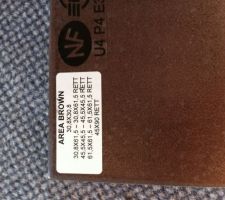 NF
U4 P4 E3
AREA BROWN
30,8X30,8
30,8X61,5 – 30,8X61,5 RETT
45,5X45,5 – 45,5X45,5 RETT
61,5X61,5 – 61,5X61,5 RETT
45X90 RETT